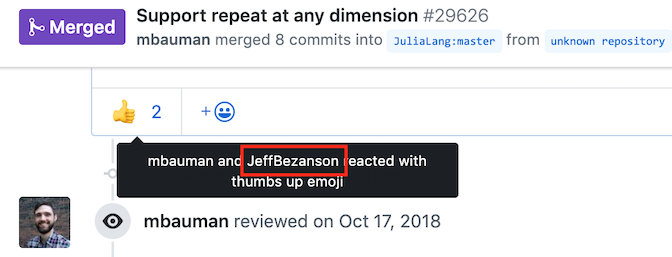 Merged
Support repeat at any dimension #29626
mbauman merged 8 commits into JuliaLang:master from unknown repository
2
mbauman and JeffBezanson reacted with
thumbs up emoji
mbauman reviewed on Oct 17, 2018